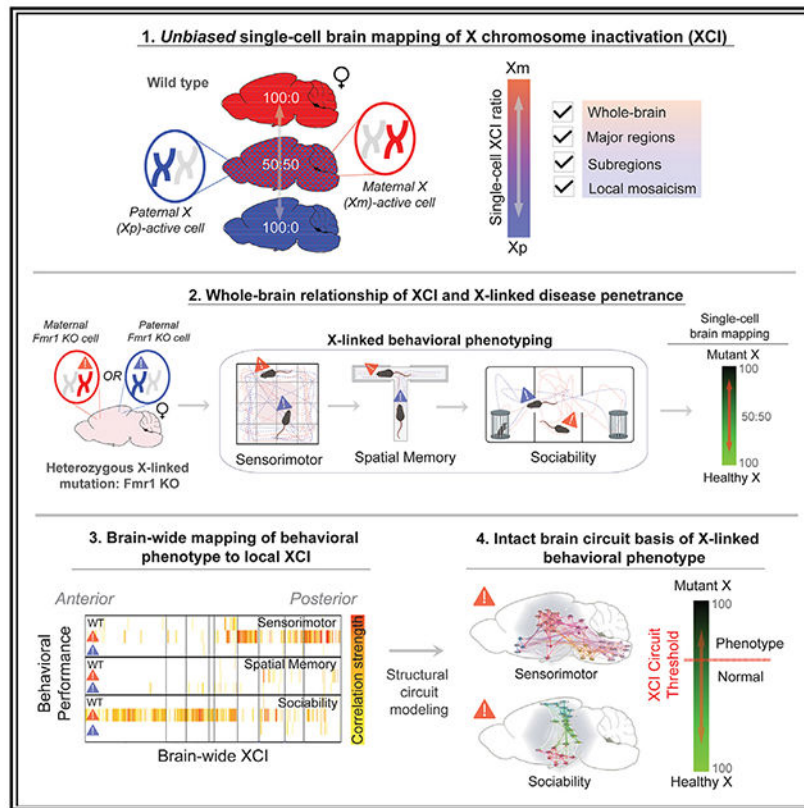 1. Unbiased single-cell brain mapping of X chromosome inactivation (XCI)
Wild type
♀
100:0
50:50
100:0
Paternal X
(Xp)-active cell
Maternal X
(Xm)-active cell
Single-cell XCI ratio
Xm
Xp
Whole-brain
Major regions
Subregions
Local mosaicism
2. Whole-brain relationship of XCI and X-linked disease penetrance
Maternal
Fmr1 KO cell
OR
Paternal
Fmr1 KO cell
♀
Heterozygous X-linked
mutation: Fmr1 KO
X-linked behavioral phenotyping
Sensorimotor
Spatial Memory
Sociability
Single-cell
brain mapping
Mutant X
100
50:50
100
Healthy X
3. Brain-wide mapping of behavioral
phenotype to local XCI
Anterior
Posterior
Behavioral
Performance
WT
Sensorimotor
WT
Spatial Memory
WT
Sociability
Correlation strength
Brain-wide XCI
Structural
circuit
modeling
4. Intact brain circuit basis of X-linked
behavioral phenotype
Sensorimotor
Sociability
XCI Circuit
Threshold
Mutant X
100
Phenotype
Normal
100
Healthy X